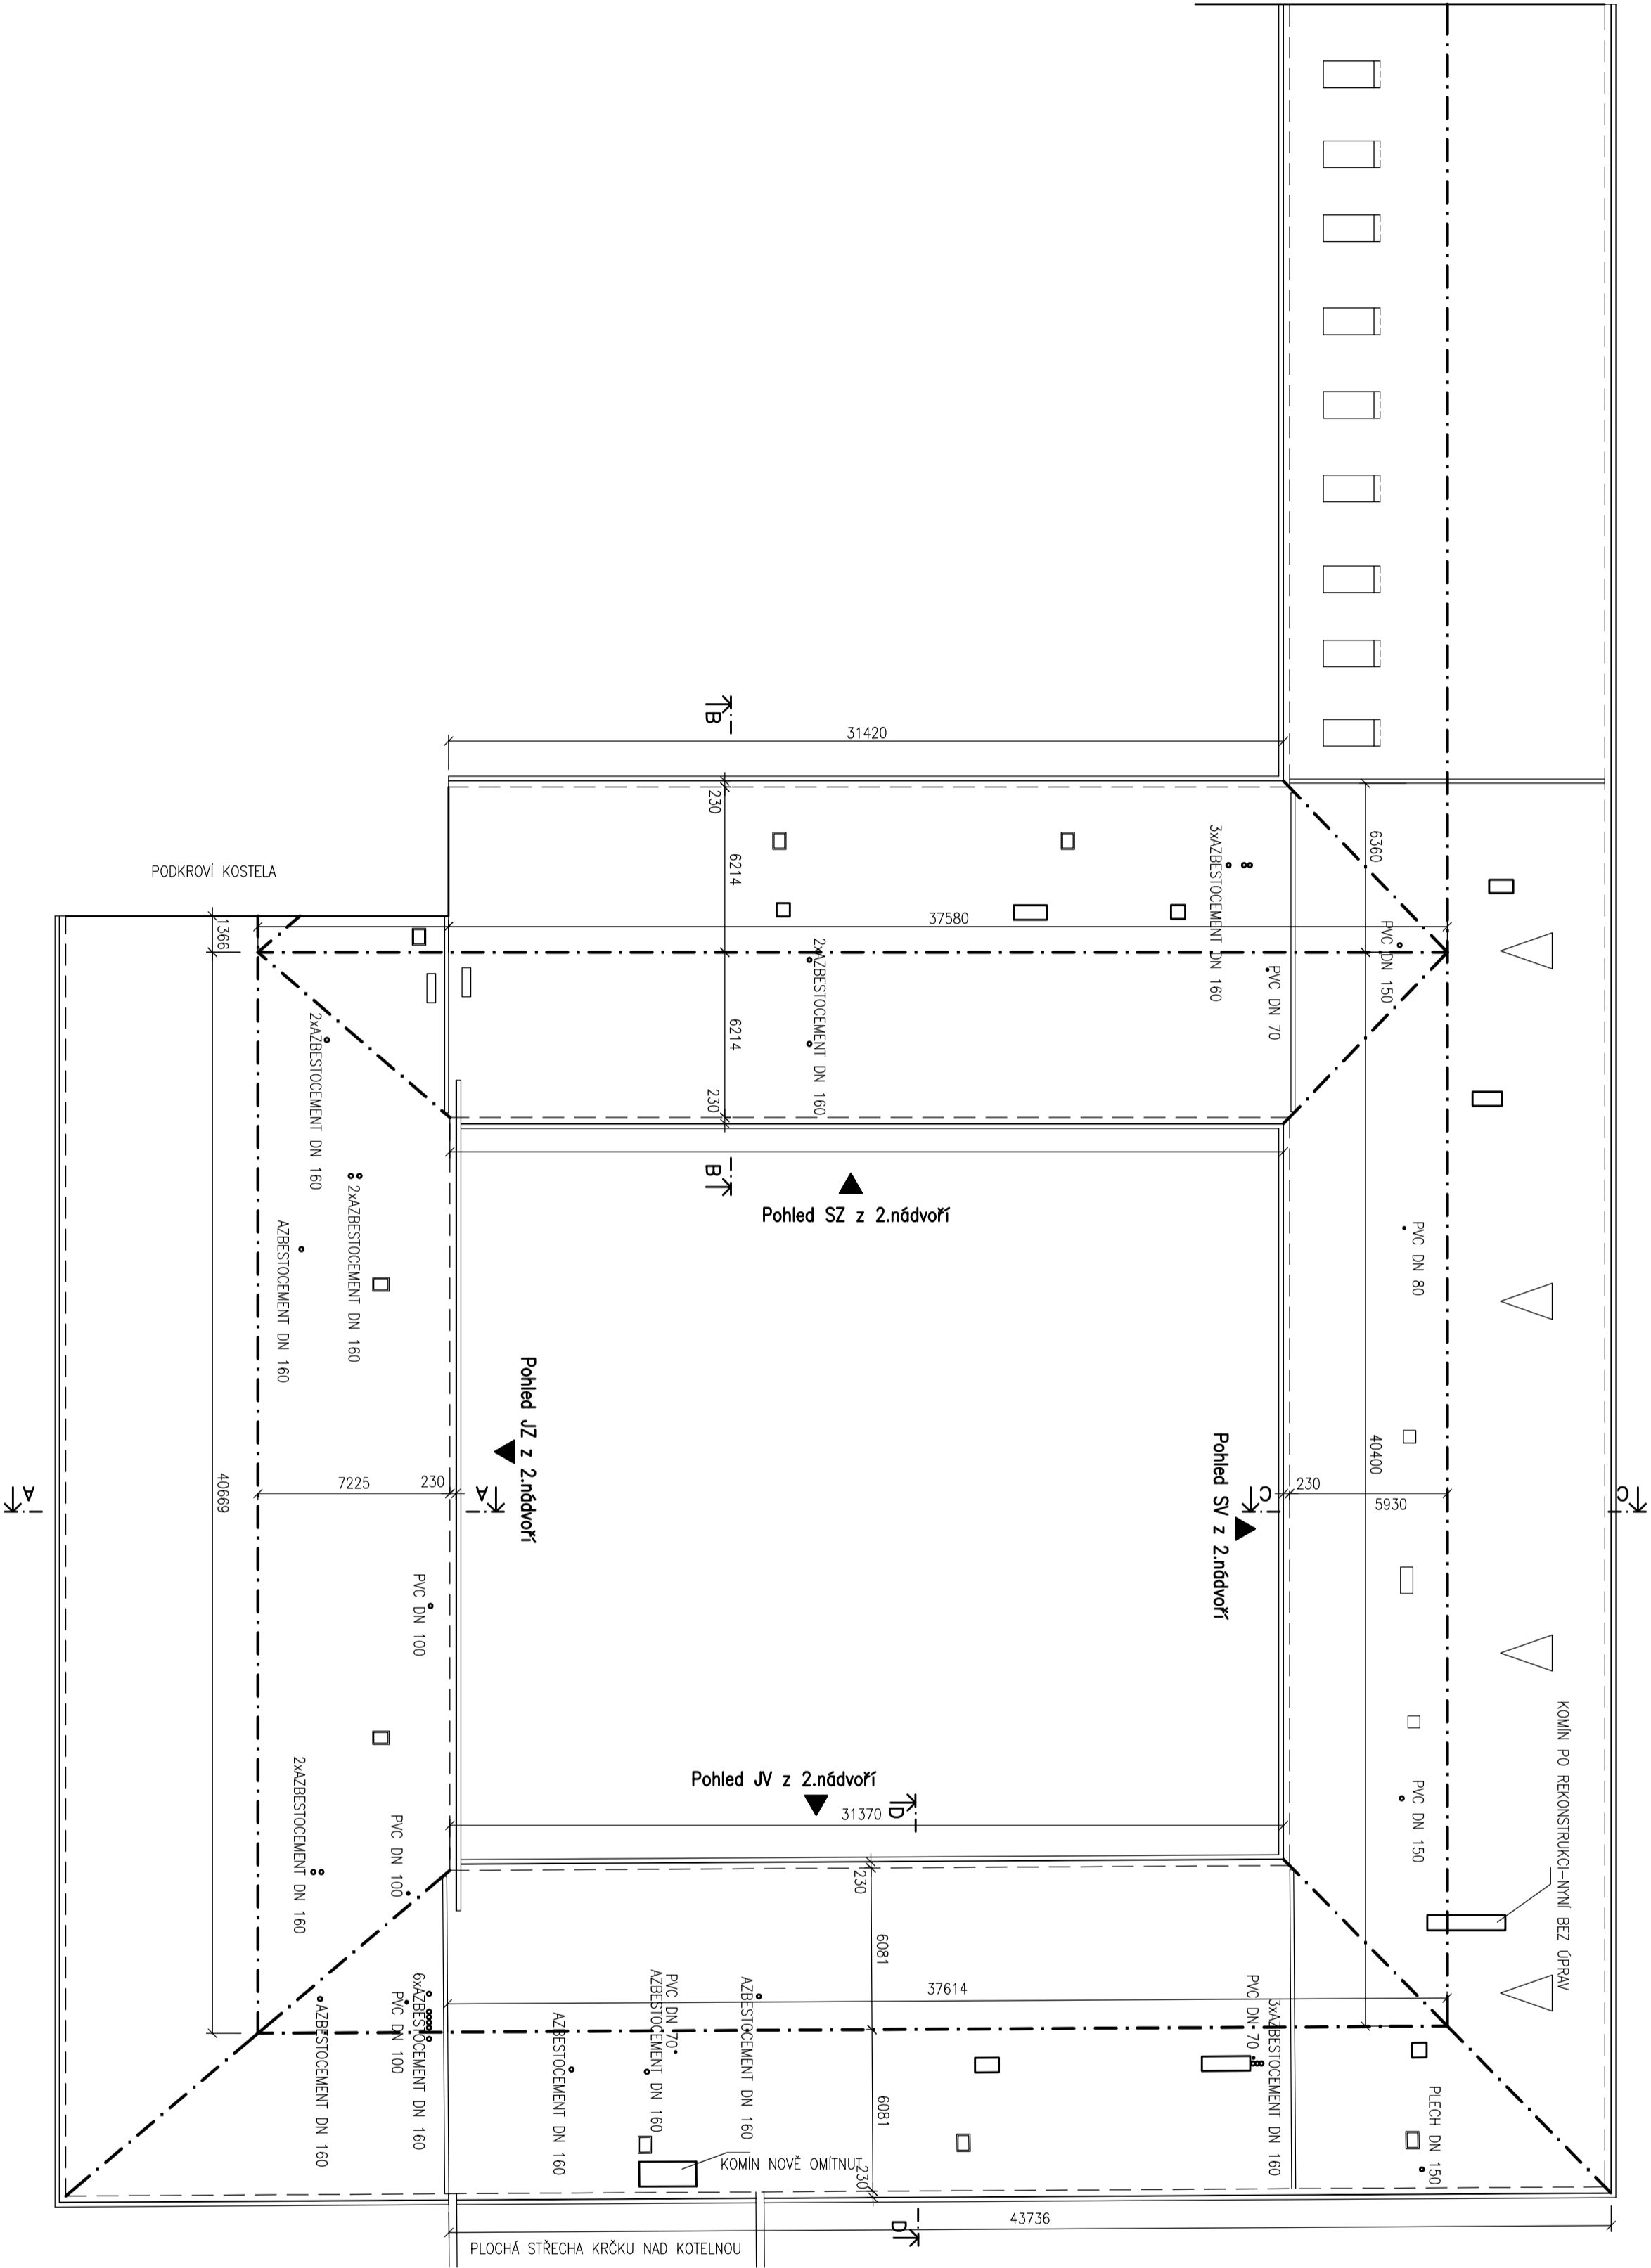 B
31420
230
6214
6360
3xAZBESTOCEMENT DN 160
PODKROVÍ KOSTELA
1366
37580
PVC DN 150
2xAZBESTOCEMENT DN 160
PVC DN 70
6214
2xAZBESTOCEMENT DN 160
230
B
Pohled SZ z 2.nádvoří
2xAZBESTOCEMENT DN 160
AZBESTOCEMENT DN 160
PVC DN 80
Pohled JZ z 2.nádvoří
Pohled SV z 2.nádvoří
40400
40669
7225
230
230
5930
A
A
C
C
PVC DN 100
KOMÍN PO REKONSTRUKCI-NYNÍ BEZ ÚPRAV
2xAZBESTOCEMENT DN 160
Pohled JV z 2.nádvoří
D
31370
PVC DN 150
PVC DN 100
230
6081
37614
6xAZBESTOCEMENT DN 160
PVC DN 100
AZBESTOCEMENT DN 160
AZBESTOCEMENT DN 160
PVC DN 70
AZBESTOCEMENT DN 160
AZBESTOCEMENT DN 160
PVC DN 70
3xAZBESTOCEMENT DN 160
6081
PLECH DN 150
KOMÍN NOVĚ OMÍTNUT
230
43736
D
PLOCHÁ STŘECHA KRČKU NAD KOTELNOU